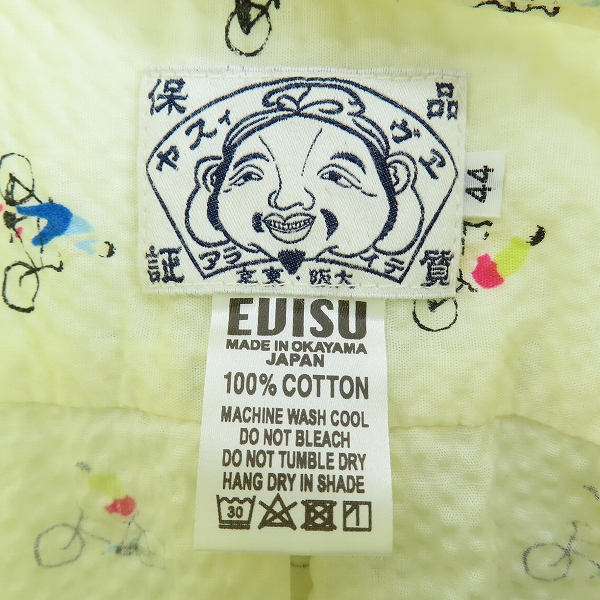 保 品
ヤスィ ヴエ
証 質
アラ イデ
京東・阪大
44
EVISU
MADE IN OKAYAMA
JAPAN
100% COTTON
MACHINE WASH COOL
DO NOT BLEACH
DO NOT TUMBLE DRY
HANG DRY IN SHADE
30